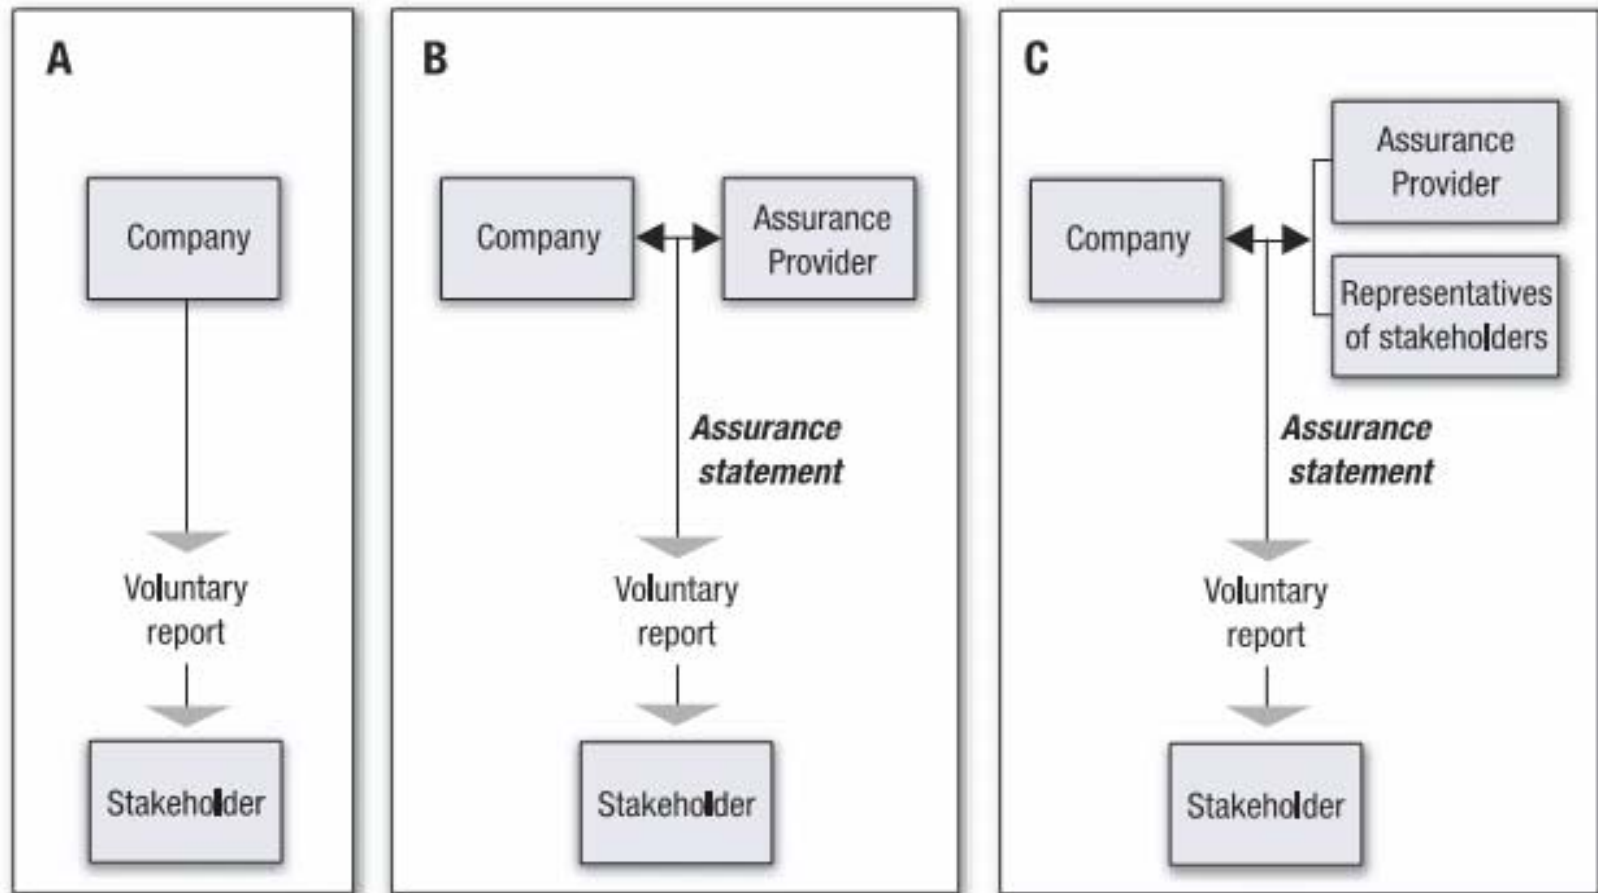 A
Company
Voluntary
report
Stakeholder
B
Company
Assurance
Provider
Assurance
statement
Voluntary
report
Stakeholder
C
Company
Assurance
Provider
Representatives
of stakeholders
Assurance
statement
Voluntary
report
Stakeholder